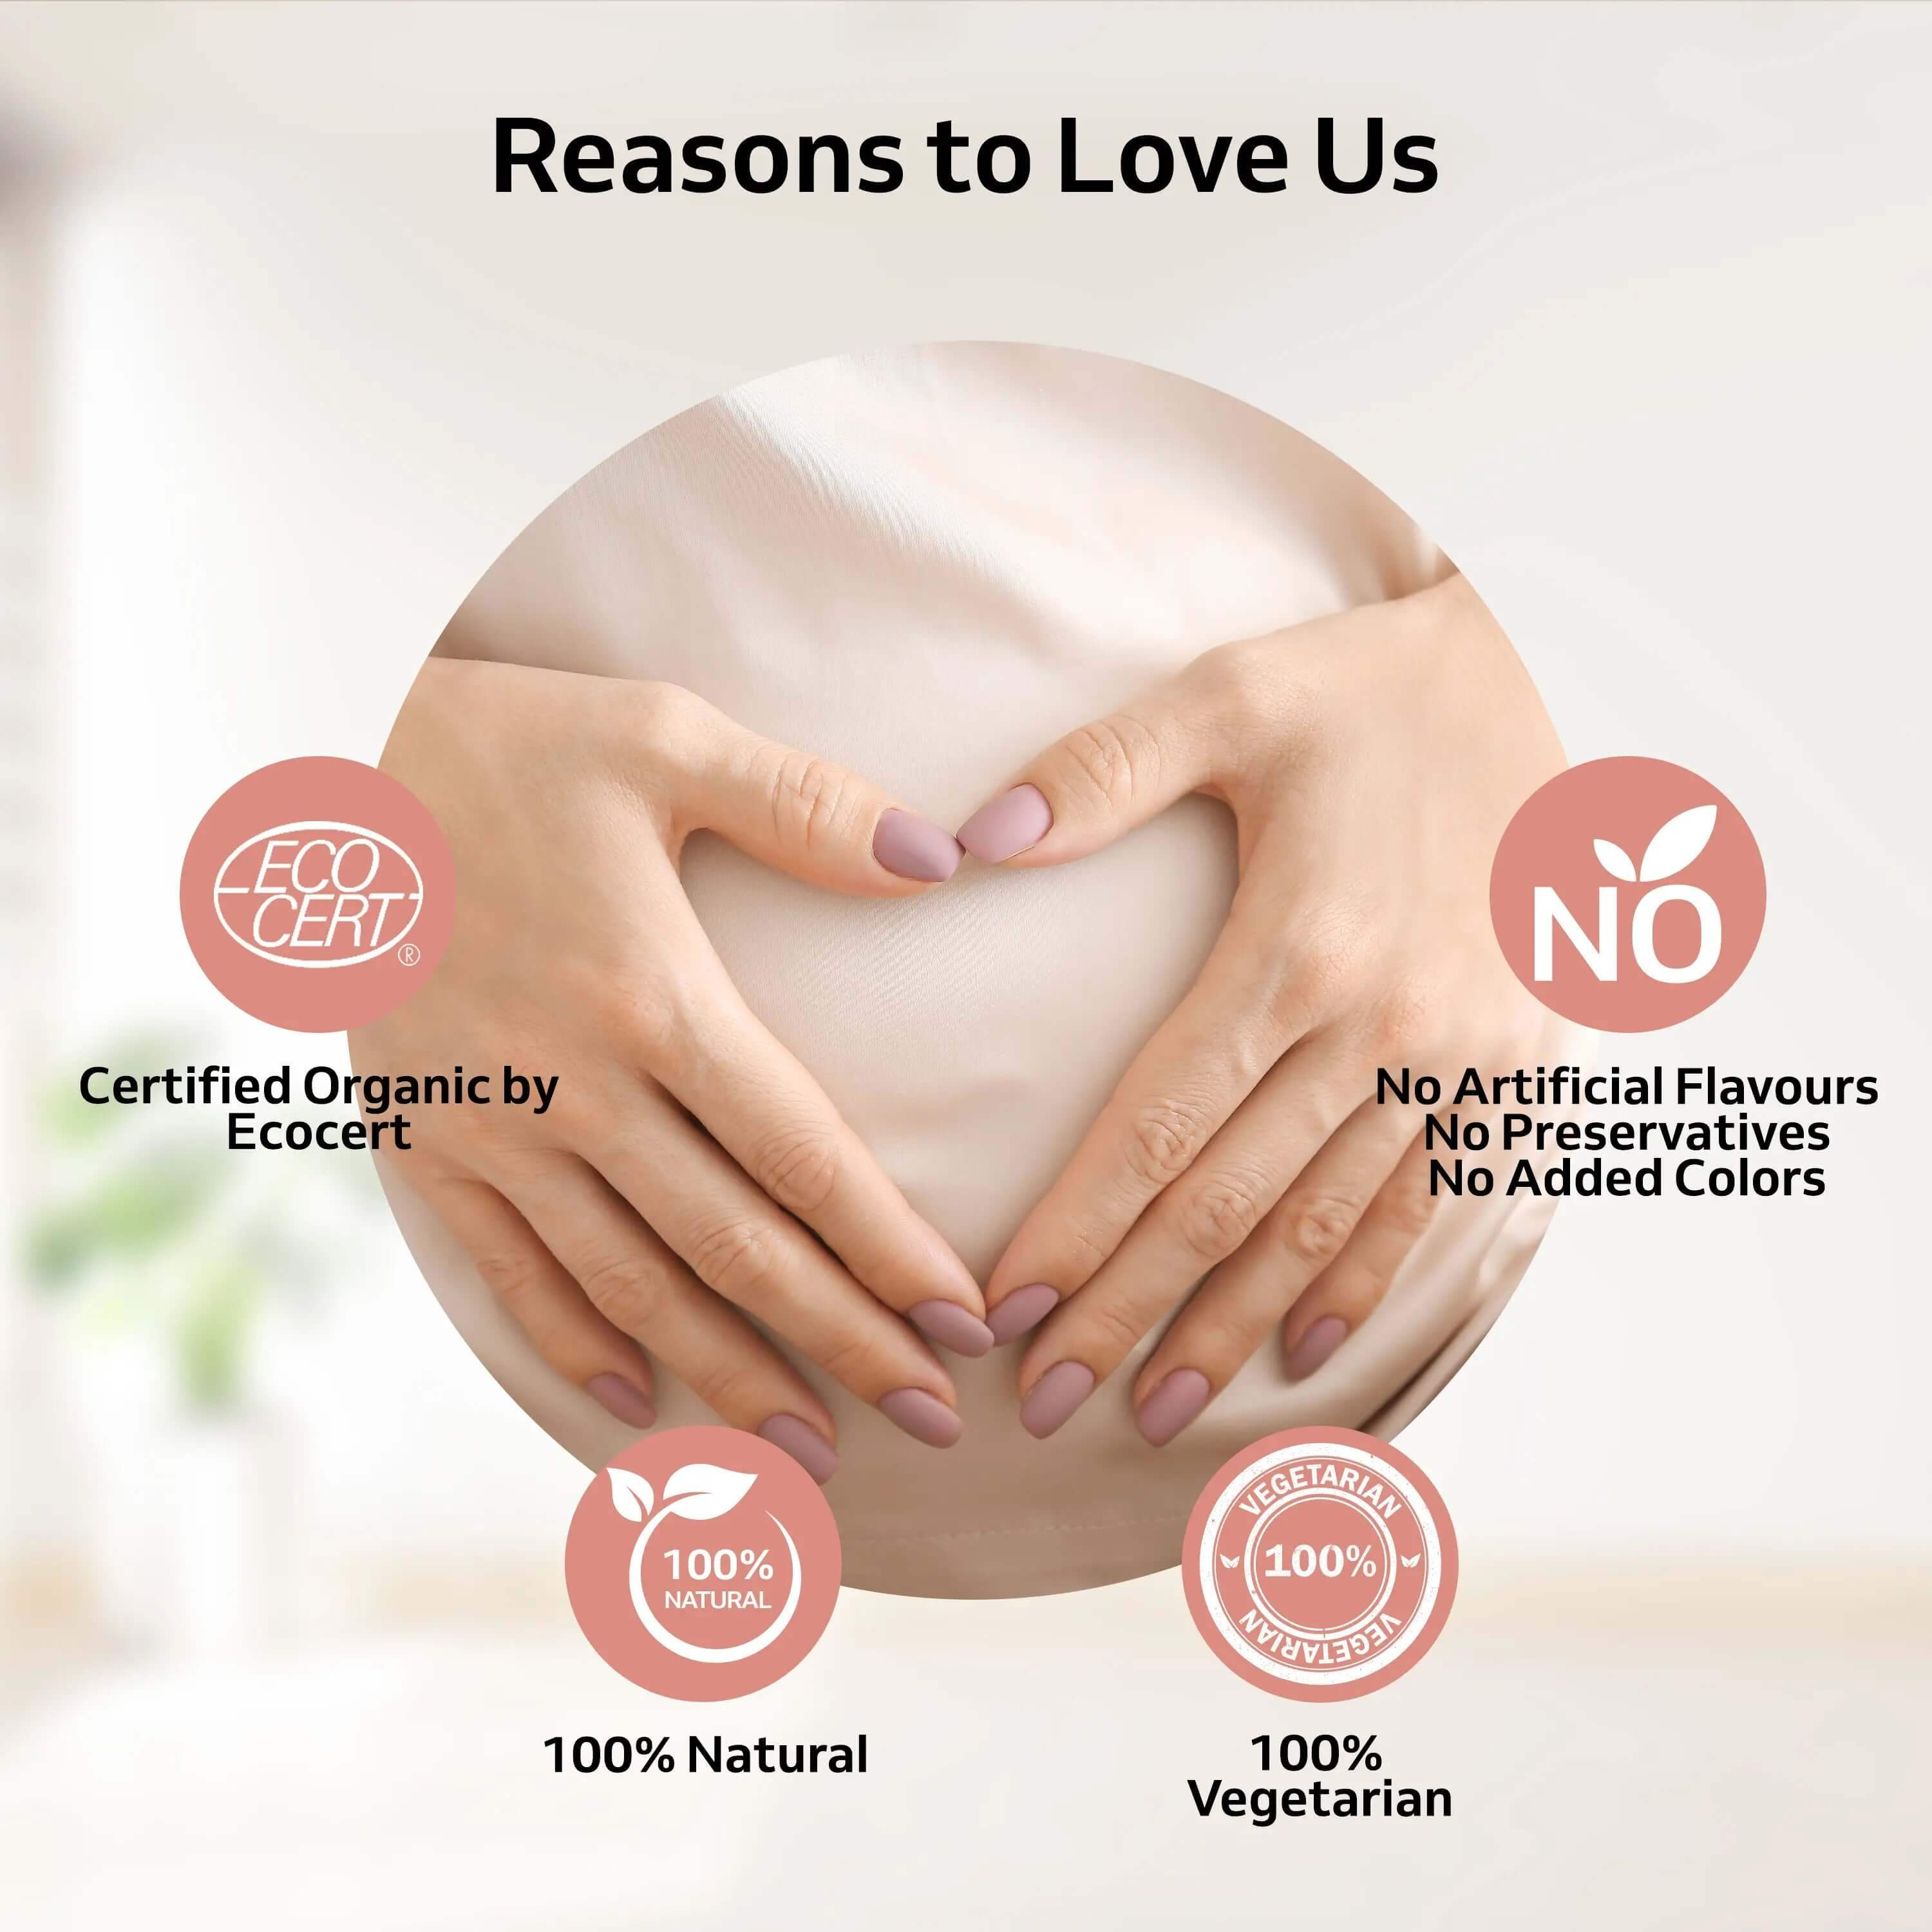 Reasons to Love Us
ECO
CERT
®
Certified Organic by
Ecocert
NO
No Artificial Flavours
No Preservatives
No Added Colors
100%
NATURAL
100% Natural
VEGETARIAN
100%
VEGETARIAN
100%
Vegetarian